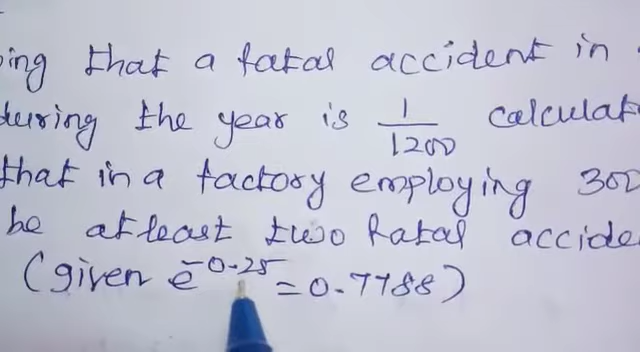 ing that a fatal accident in
during the year is 1/1200 calculat
that in a factory employing 300
be atleast two fatal accide
(given e^-0.25 = 0.7788)